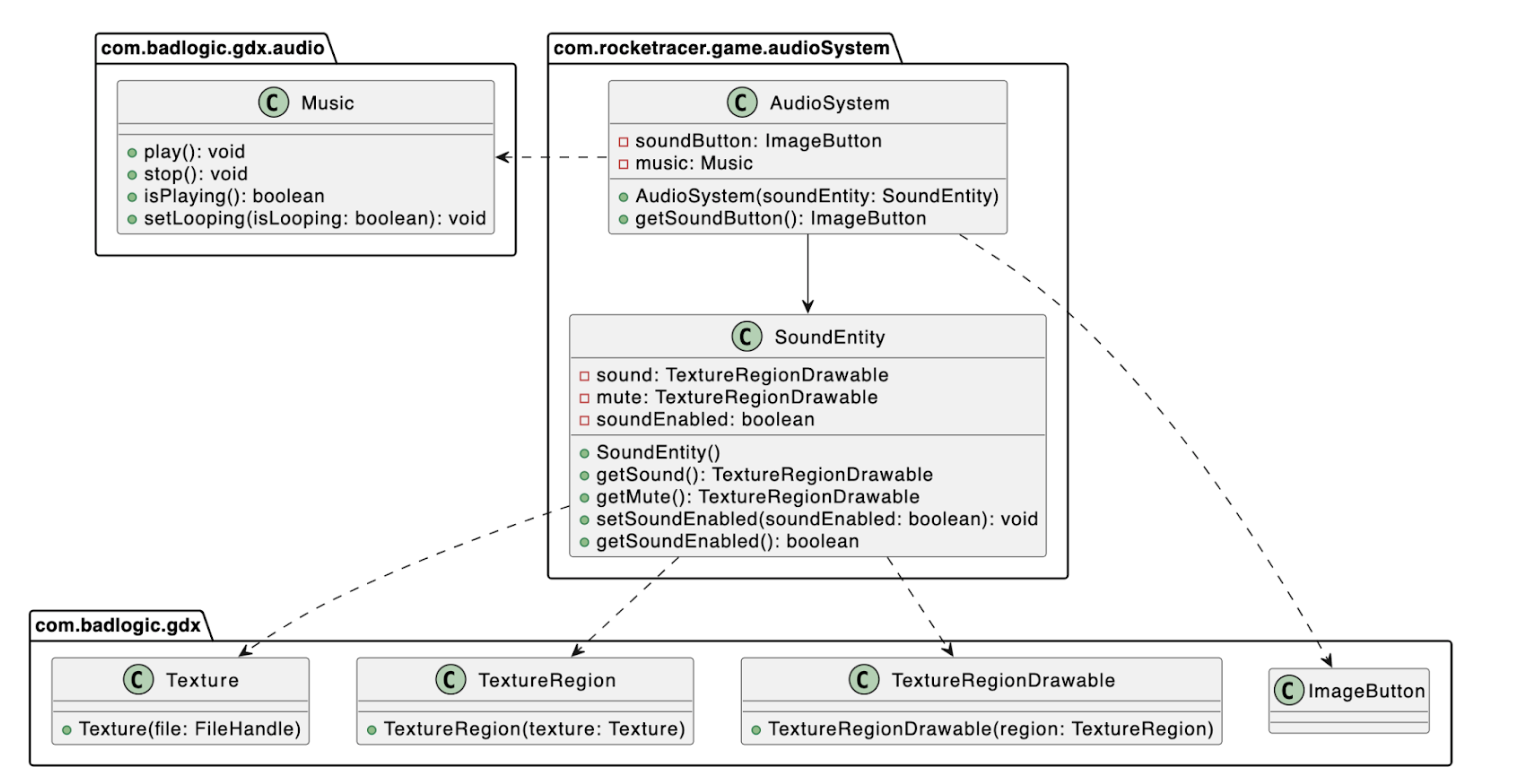 com.badlogic.gdx.audio
C Music
play(): void
stop(): void
isPlaying(): boolean
setLooping(isLooping: boolean): void
com.rocketracer.game.audioSystem
C AudioSystem
soundButton: ImageButton
music: Music
AudioSystem(soundEntity: SoundEntity)
getSoundButton(): ImageButton
C SoundEntity
sound: TextureRegionDrawable
mute: TextureRegionDrawable
soundEnabled: boolean
SoundEntity()
getSound(): TextureRegionDrawable
getMute(): TextureRegionDrawable
setSoundEnabled(soundEnabled: boolean): void
getSoundEnabled(): boolean
com.badlogic.gdx
C Texture
Texture(file: FileHandle)
C TextureRegion
TextureRegion(texture: Texture)
C TextureRegionDrawable
TextureRegionDrawable(region: TextureRegion)
C ImageButton